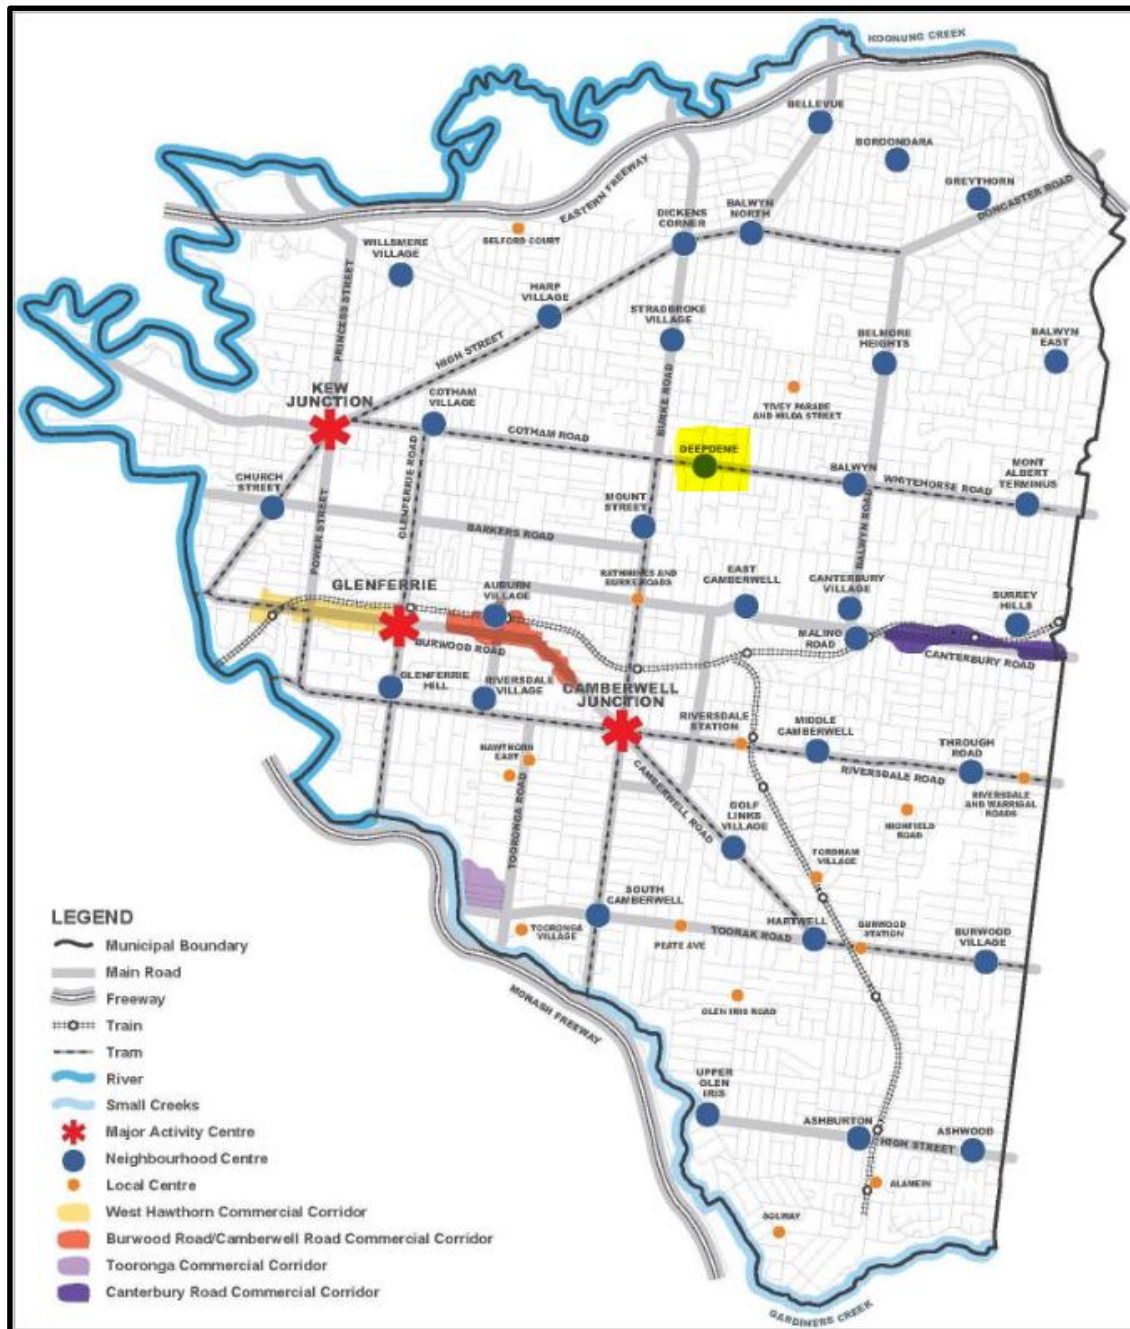 KOONUNG CREEK
BELLEVUE
BOROONDARA
GREYTHORN
DONCASTER ROAD
EASTERN FREEWAY
DICKENS
CORNER
BALWYN
NORTH
BELFORD COURT
WILLSMERE
VILLAGE
HARP
VILLAGE
STRADBROKE
VILLAGE
PRINCESS STREET
HIGH STREET
BELMORE
HEIGHTS
BALWYN
EAST
KEW
JUNCTION
COTHAM
VILLAGE
BURKE ROAD
TIVEY PARADE
AND HILDA STREET
COTHAM ROAD
DEEPDENE
BALWYN
WHITEHORSE ROAD
MONT
ALBERT
TERMINUS
CHURCH
STREET
GLENFERRIE ROAD
POWER STREET
MOUNT
STREET
BARKERS ROAD
BALWYN ROAD
RATHMINES AND
BURKE ROADS
EAST
CAMBERWELL
CANTERBURY
VILLAGE
SURREY
HILLS
GLENFERRIE
AUBURN
VILLAGE
BURWOOD ROAD
MALING
ROAD
CANTERBURY ROAD
GLENFERRIE
HILL
RIVERSDALE
VILLAGE
CAMBERWELL
JUNCTION
RIVERSDALE
STATION
MIDDLE
CAMBERWELL
THROUGH
ROAD
RIVERSDALE ROAD
HAWTHORN
EAST
TOORONGA ROAD
CAMBERWELL ROAD
RIVERSDALE
AND WARRIGAL
ROADS
GOLF
LINKS
VILLAGE
HIGHFIELD
ROAD
FORDHAM
VILLAGE
SOUTH
CAMBERWELL
TOORONGA
VILLAGE
PEATE AVE
TOORAK ROAD
HARTWELL
BURWOOD
STATION
BURWOOD
VILLAGE
MONASH FREEWAY
GLEN IRIS ROAD
UPPER
GLEN
IRIS
ASHBURTON
HIGH STREET
ASHWOOD
ALAMEIN
SOLWAY
GARDINERS CREEK
LEGEND
Municipal Boundary
Main Road
Freeway
Train
Tram
River
Small Creeks
Major Activity Centre
Neighbourhood Centre
Local Centre
West Hawthorn Commercial Corridor
Burwood Road/Camberwell Road Commercial Corridor
Tooronga Commercial Corridor
Canterbury Road Commercial Corridor